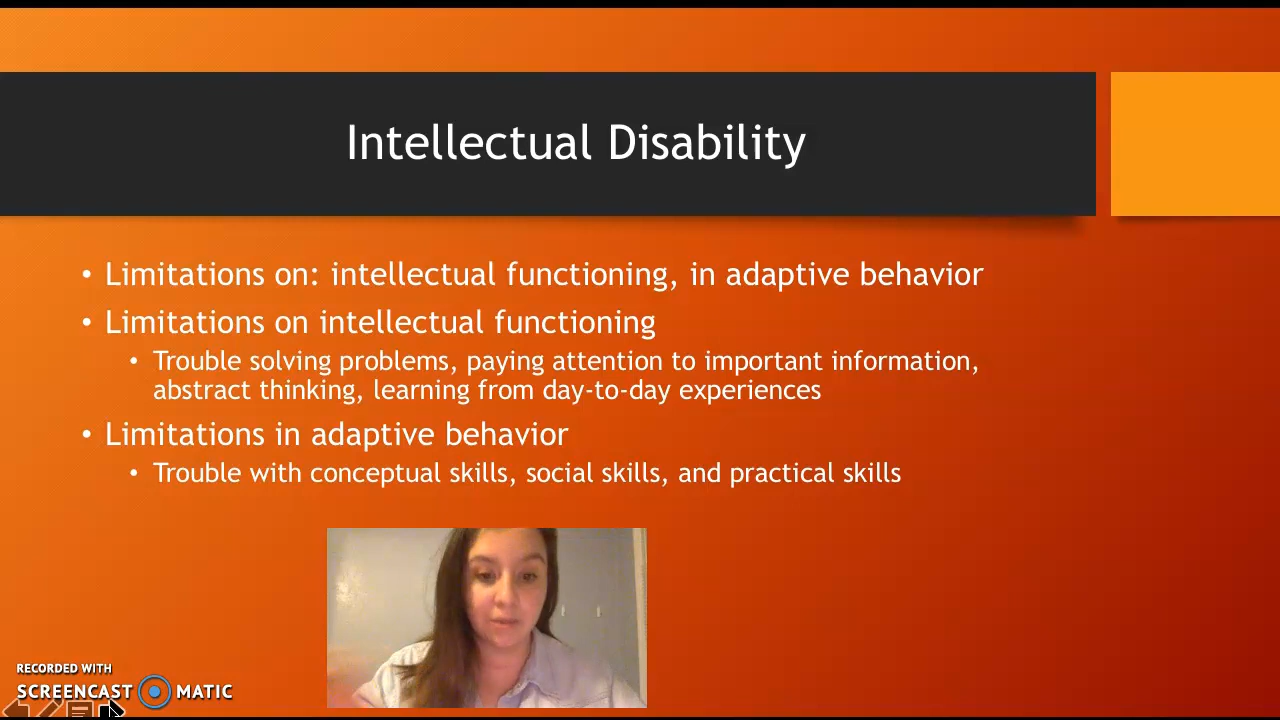 Intellectual Disability
• Limitations on: intellectual functioning, in adaptive behavior
• Limitations on intellectual functioning
• Trouble solving problems, paying attention to important information,
abstract thinking, learning from day-to-day experiences
• Limitations in adaptive behavior
• Trouble with conceptual skills, social skills, and practical skills
RECORDED WITH
SCREENCAST MATIC